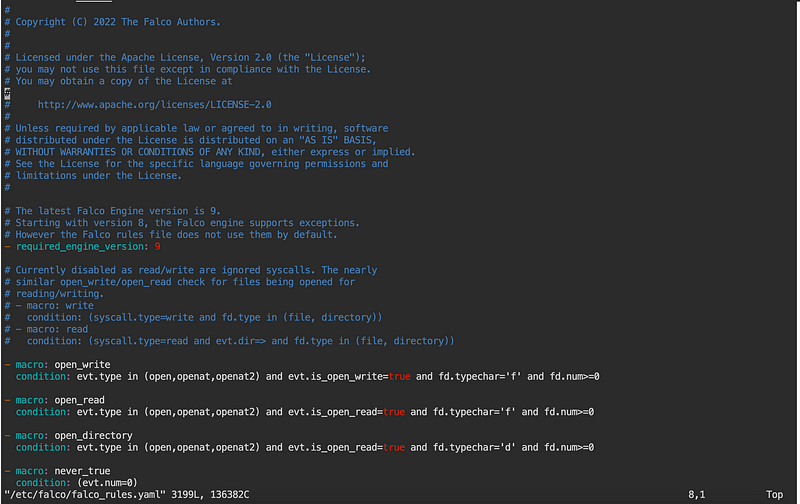 #
# Copyright (C) 2022 The Falco Authors.
#
#
# Licensed under the Apache License, Version 2.0 (the "License");
# you may not use this file except in compliance with the License.
# You may obtain a copy of the License at
#
#     http://www.apache.org/licenses/LICENSE-2.0
#
# Unless required by applicable law or agreed to in writing, software
# distributed under the License is distributed on an "AS IS" BASIS,
# WITHOUT WARRANTIES OR CONDITIONS OF ANY KIND, either express or implied.
# See the License for the specific language governing permissions and
# limitations under the License.
#
# The latest Falco Engine version is 9.
# Starting with version 8, the Falco engine supports exceptions.
# However the Falco rules file does not use them by default.
- required_engine_version: 9
# Currently disabled as read/write are ignored syscalls. The nearly
# similar open_write/open_read check for files being opened for
# reading/writing.
# - macro: write
#   condition: (syscall.type=write and fd.type in (file, directory))
# - macro: read
#   condition: (syscall.type=read and evt.dir=> and fd.type in (file, directory))
- macro: open_write
  condition: evt.type in (open,openat,openat2) and evt.is_open_write=true and fd.typechar='f' and fd.num>=0
- macro: open_read
  condition: evt.type in (open,openat,openat2) and evt.is_open_read=true and fd.typechar='f' and fd.num>=0
- macro: open_directory
  condition: evt.type in (open,openat,openat2) and evt.is_open_read=true and fd.typechar='d' and fd.num>=0
- macro: never_true
  condition: (evt.num=0)
"/etc/falco/falco_rules.yaml" 3199L, 136382C 8,1 Top